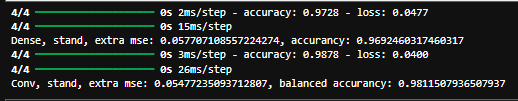 4/4 ━━━━━━━━━━━━━━━━━━━━ 0s 2ms/step - accuracy: 0.9728 - loss: 0.0477
4/4 ━━━━━━━━━━━━━━━━━━━━ 0s 15ms/step
Dense, stand, extra mse: 0.057707108557224274, accuracy: 0.9692460317460317
4/4 ━━━━━━━━━━━━━━━━━━━━ 0s 3ms/step - accuracy: 0.9878 - loss: 0.0400
4/4 ━━━━━━━━━━━━━━━━━━━━ 0s 26ms/step
Conv, stand, extra mse: 0.05477235093712807, balanced accuracy: 0.9811507936507937